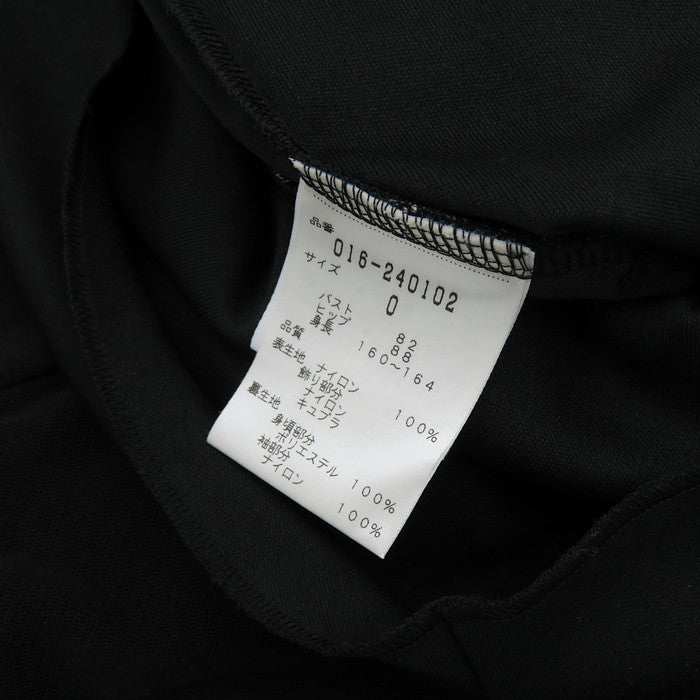 品番
016-240102
サイズ
0
バスト 82
ヒップ 88
身長 160～164
品質
表生地 ナイロン 100%
飾り部分
ナイロン
キュプラ
裏生地
身頃部分
ポリエステル 100%
袖部分
ナイロン 100%